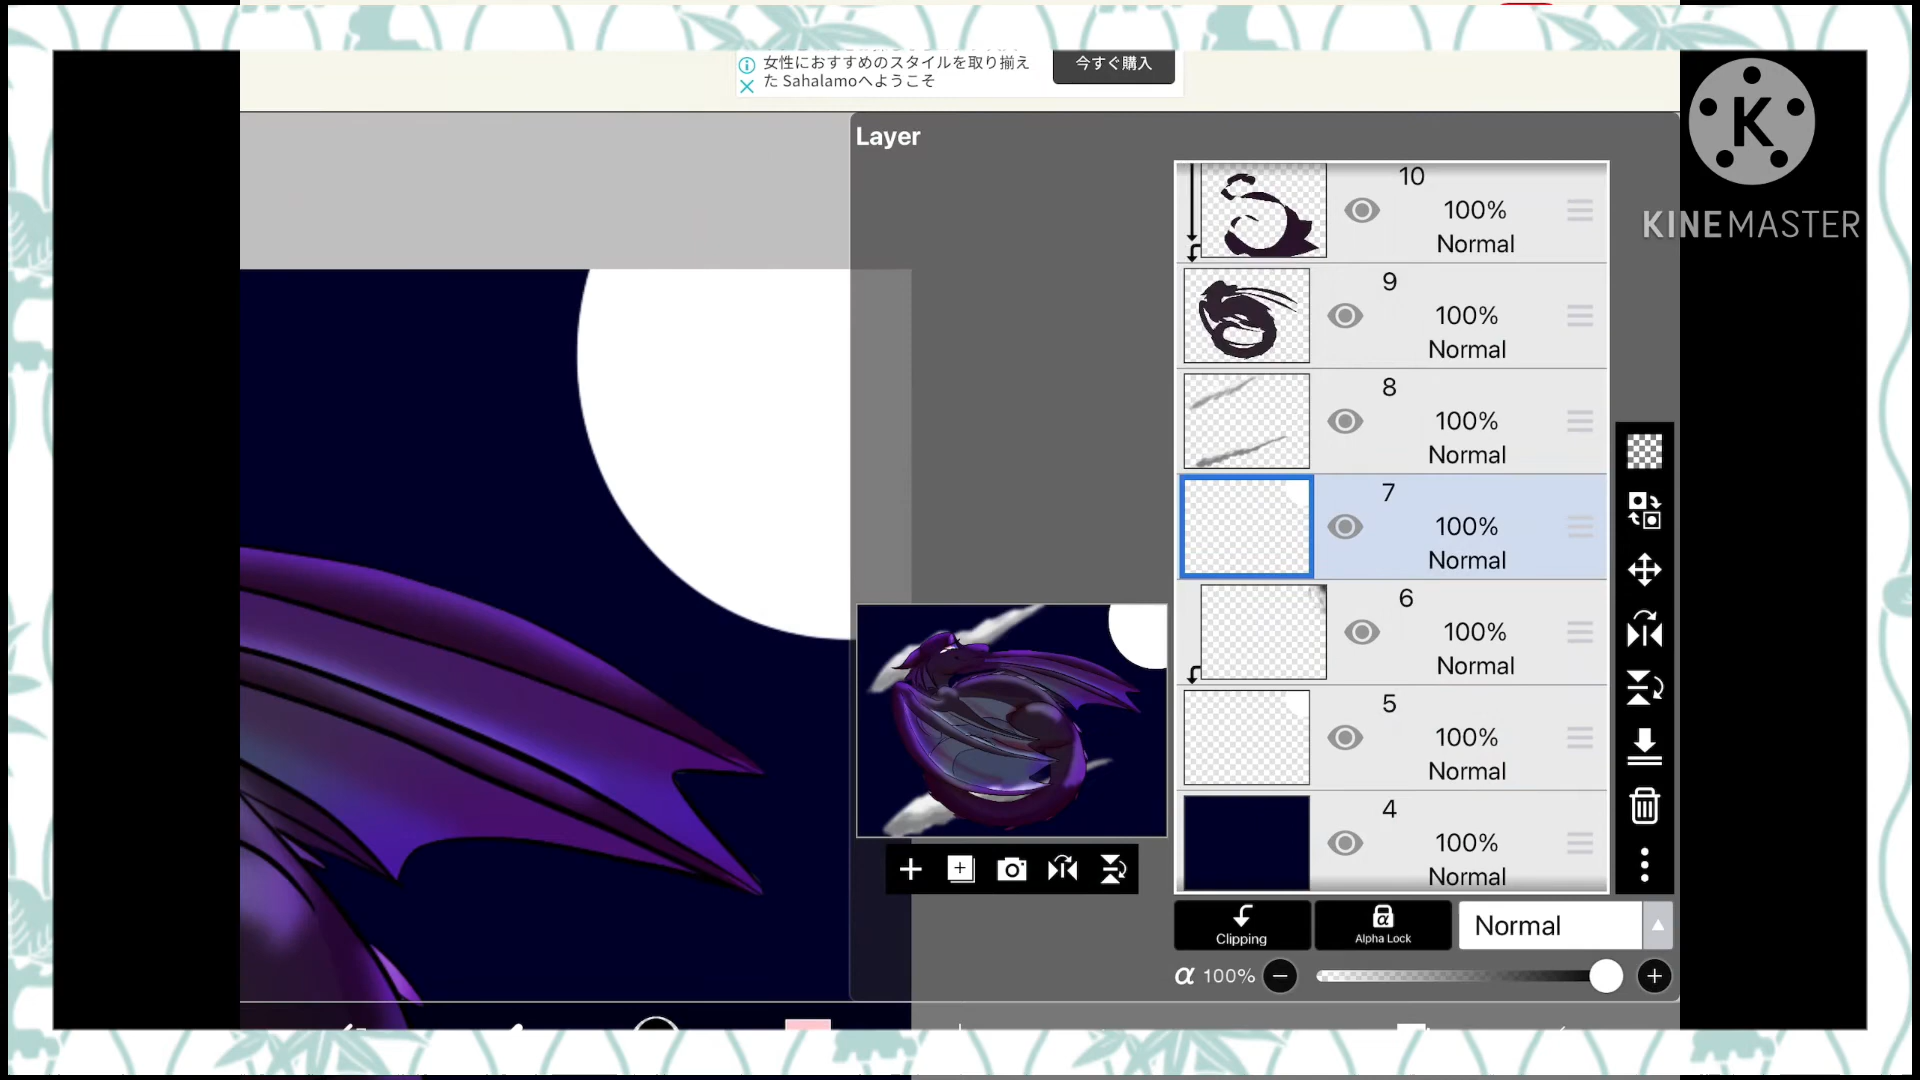 女性におすすめのスタイルを取り揃え
た Sahalamoへようこそ
今すぐ購入
K
KINEMASTER
Layer
10
100%
Normal
9
100%
Normal
8
100%
Normal
7
100%
Normal
6
100%
Normal
5
100%
Normal
4
100%
Normal
Clipping
α
Alpha Lock
Normal
α 100%